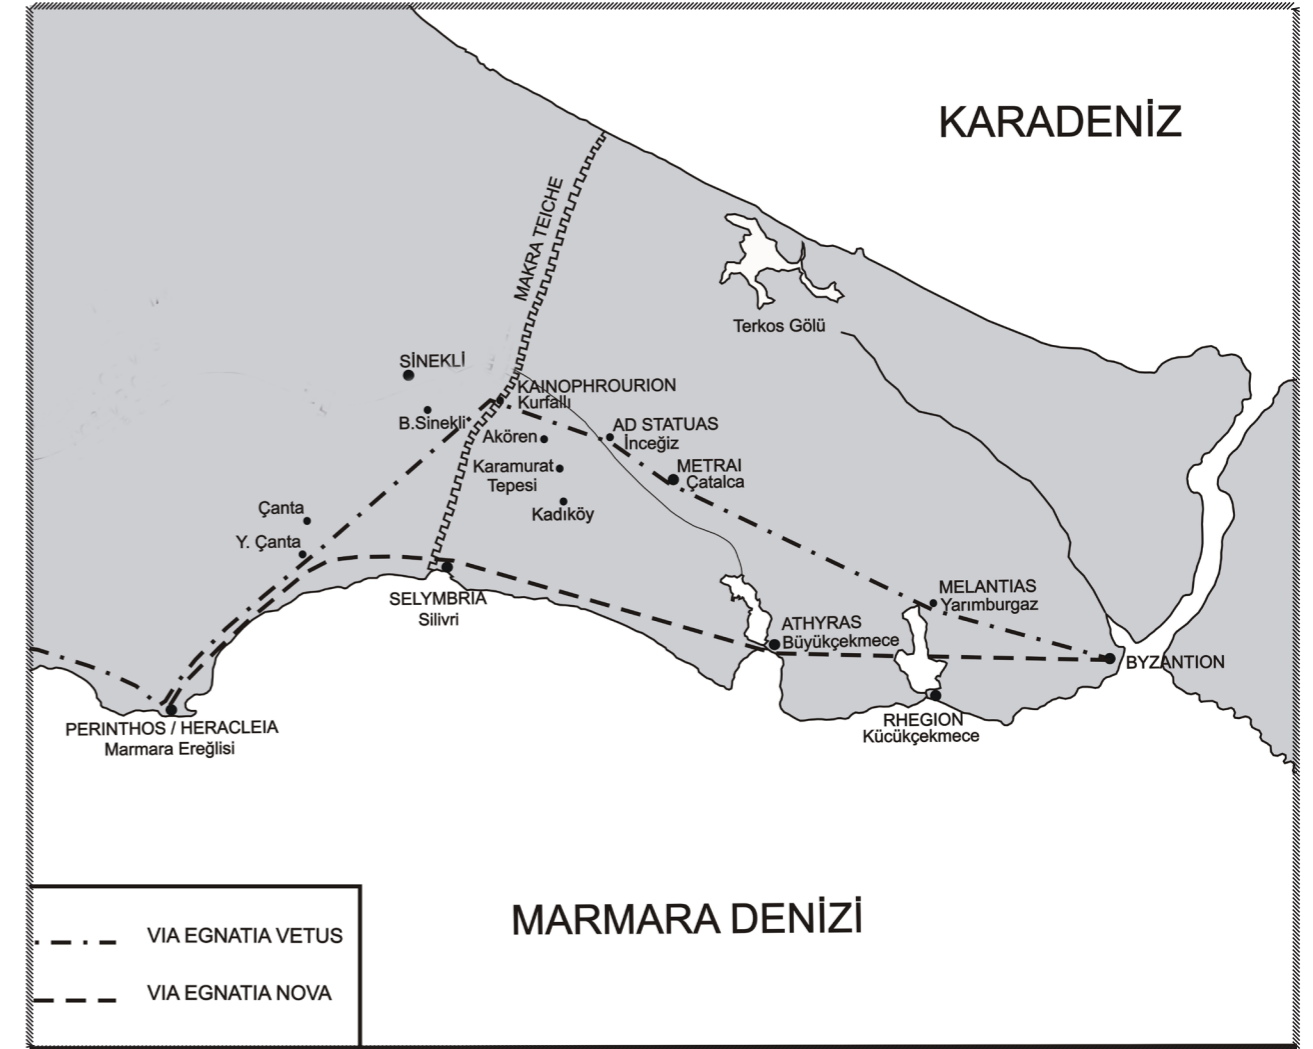 KARADENİZ
MAKRA TEICHE
Terkos Gölü
SİNEKLİ
KAINOPHROURION
Kurfallı
B.Sinekli
AD STATUAS
İnceğiz
Akören
METRAI
Çatalca
Karamurat
Tepesi
Kadıköy
Çanta
Y. Çanta
MELANTIAS
Yarımburgaz
SELYMBRIA
Silivri
ATHYRAS
Büyükçekmece
BYZANTION
PERINTHOS / HERACLEIA
Marmara Ereğlisi
RHEGION
Kücükçekmece
MARMARA DENİZİ
VIA EGNATIA VETUS
VIA EGNATIA NOVA